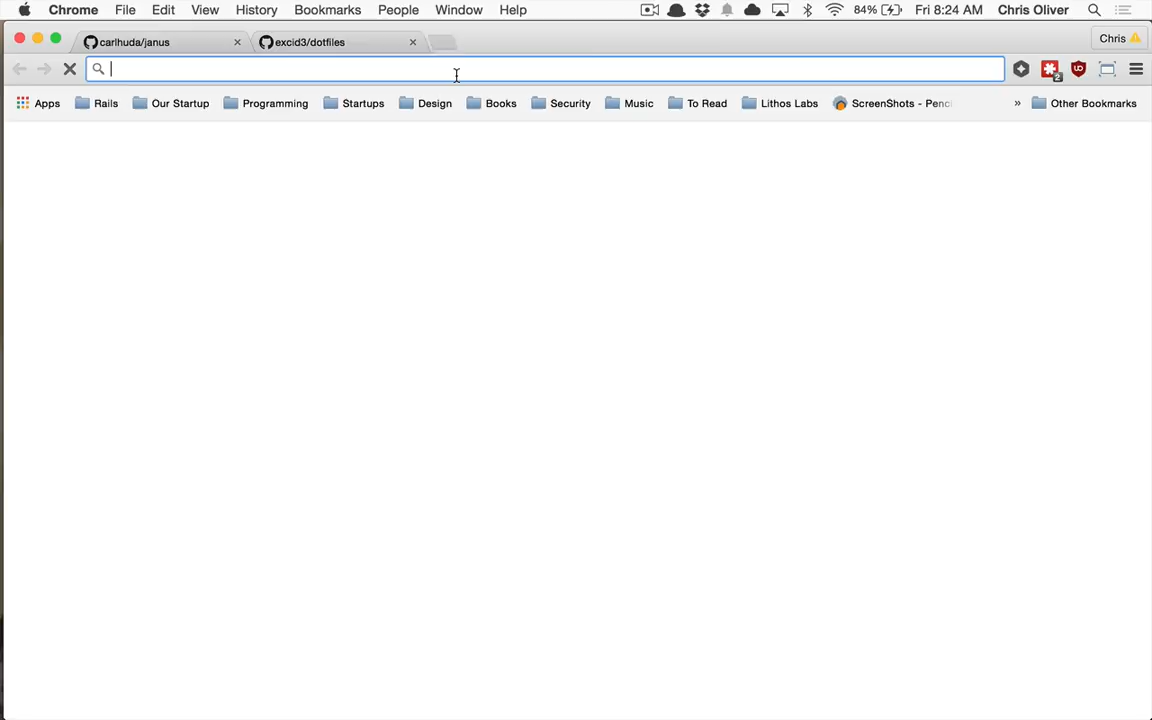 Chrome File Edit View History Bookmarks People Window Help 84% Fri 8:24 AM Chris Oliver
carlhuda/janus excid3/dotfiles Chris
Apps Rails Our Startup Programming Startups Design Books Security Music To Read Lithos Labs ScreenShots - Penci » Other Bookmarks